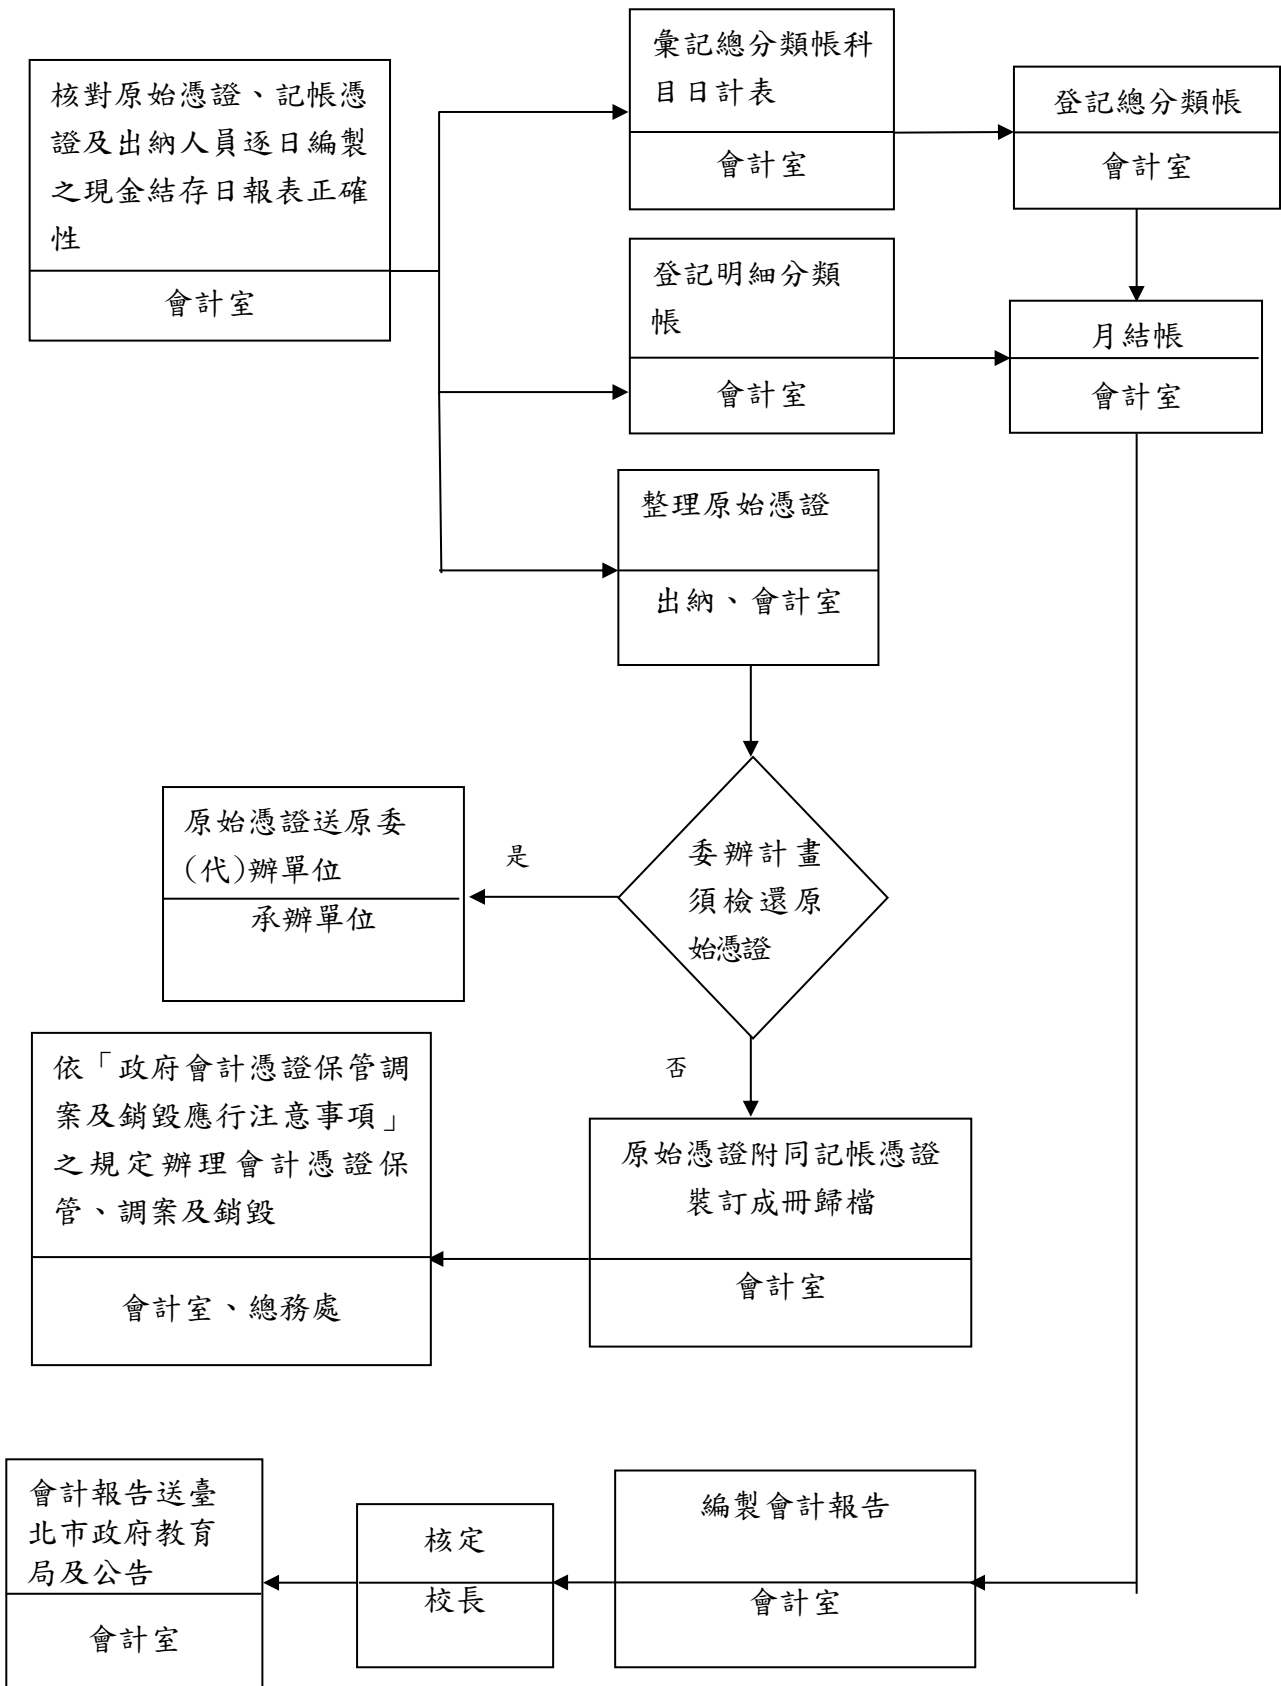 核對原始憑證、記帳憑
證及出納人員逐日編製
之現金結存日報表正確
性
會計室
彙記總分類帳科
目日計表
會計室
登記總分類帳
會計室
登記明細分類
帳
會計室
月結帳
會計室
整理原始憑證
出納、會計室
委辦計畫
須檢還原
始憑證
是
原始憑證送原委
(代)辦單位
承辦單位
否
原始憑證附同記帳憑證
裝訂成冊歸檔
會計室
依「政府會計憑證保管調
案及銷毀應行注意事項」
之規定辦理會計憑證保
管、調案及銷毀
會計室、總務處
編製會計報告
會計室
核定
校長
會計報告送臺
北市政府教育
局及公告
會計室